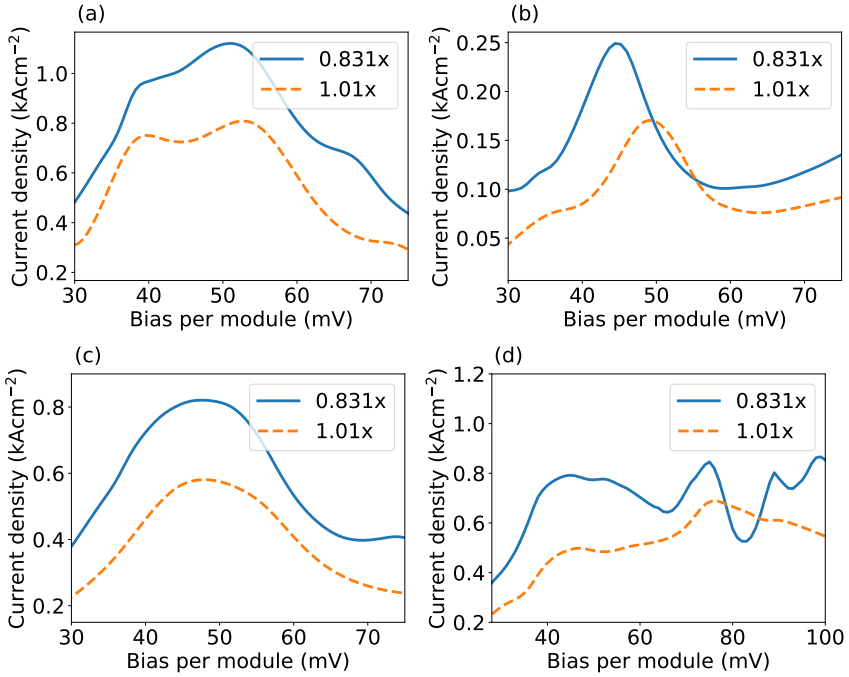 (a)
Current density (kAcm−2)
1.0
0.8
0.6
0.4
0.2
0.831x
1.01x
30 40 50 60 70
Bias per module (mV)
(b)
Current density (kAcm−2)
0.25
0.20
0.15
0.10
0.05
0.831x
1.01x
30 40 50 60 70
Bias per module (mV)
(c)
Current density (kAcm−2)
0.8
0.6
0.4
0.2
0.831x
1.01x
30 40 50 60 70
Bias per module (mV)
(d)
Current density (kAcm−2)
1.2
1.0
0.8
0.6
0.4
0.2
0.831x
1.01x
40 60 80 100
Bias per module (mV)